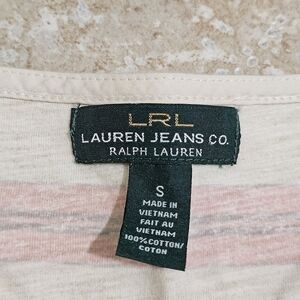 LRL
LAUREN JEANS CO.
RALPH LAUREN
S
MADE IN
VIETNAM
FAIT AU
VIETNAM
100%COTTON/
COTON